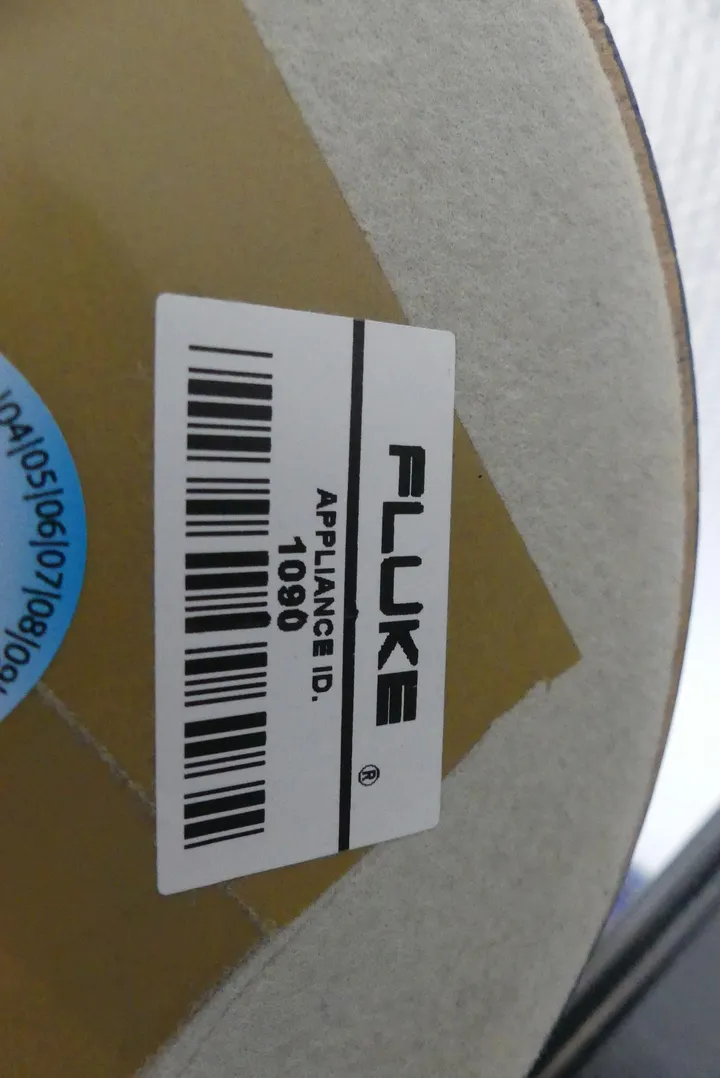 FLUKE ®
APPLIANCE ID.
1090
/04/05/06/07/08/09/